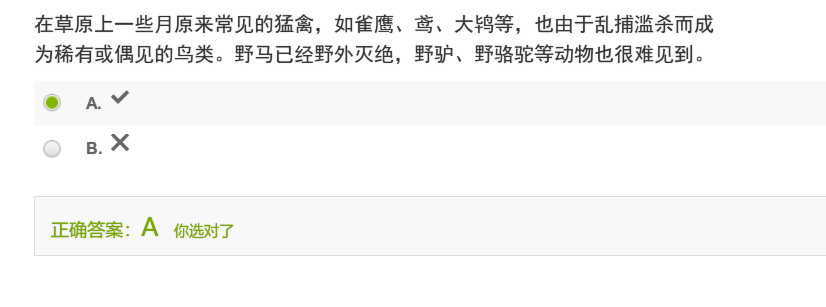 在草原上一些月原来常见的猛禽，如雀鹰、鸢、大鸨等，也由于乱捕滥杀而成
为稀有或偶见的鸟类。野马已经野外灭绝，野驴、野骆驼等动物也很难见到。
A. ✔
B. ✕
正确答案：A 你选对了